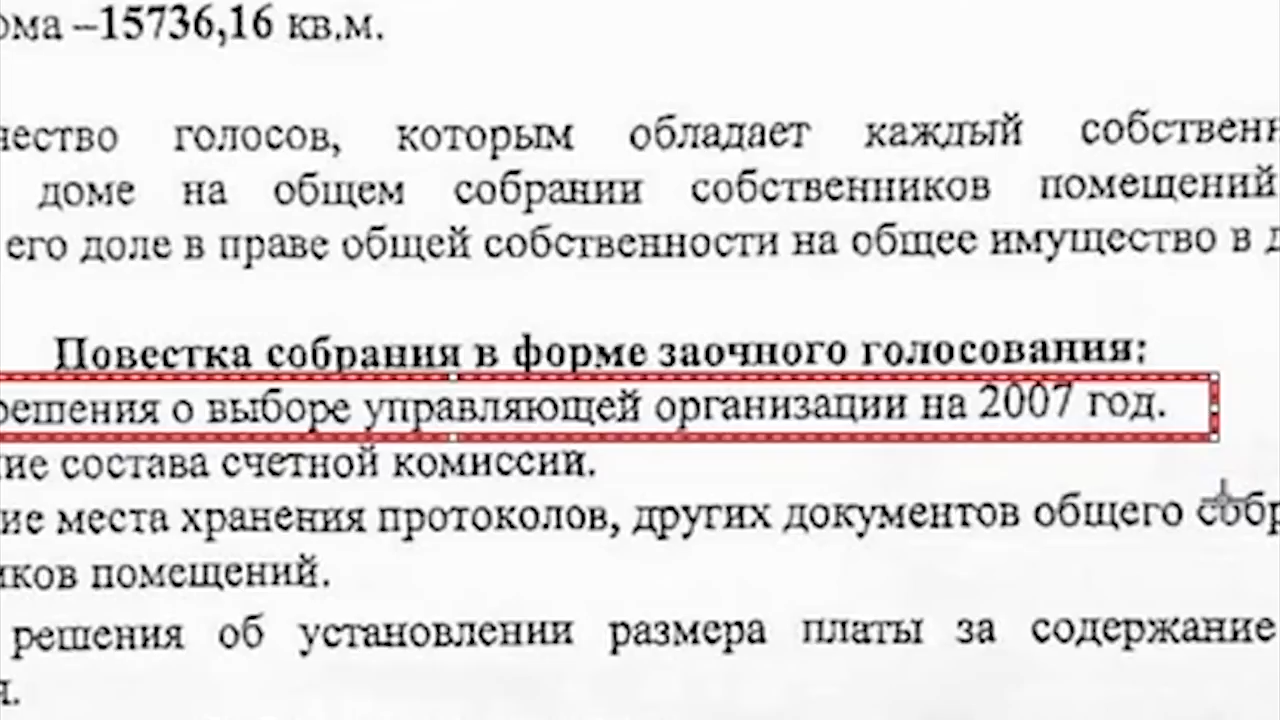 ома –15736,16 кв.м.
чество голосов, которым обладает каждый собственн
доме на общем собрании собственников помещений
его доле в праве общей собственности на общее имущество в д
Повестка собрания в форме заочного голосования:
решения о выборе управляющей организации на 2007 год.
ие состава счетной комиссии.
ие места хранения протоколов, других документов общего собр
иков помещений.
решения об установлении размера платы за содержание
я.